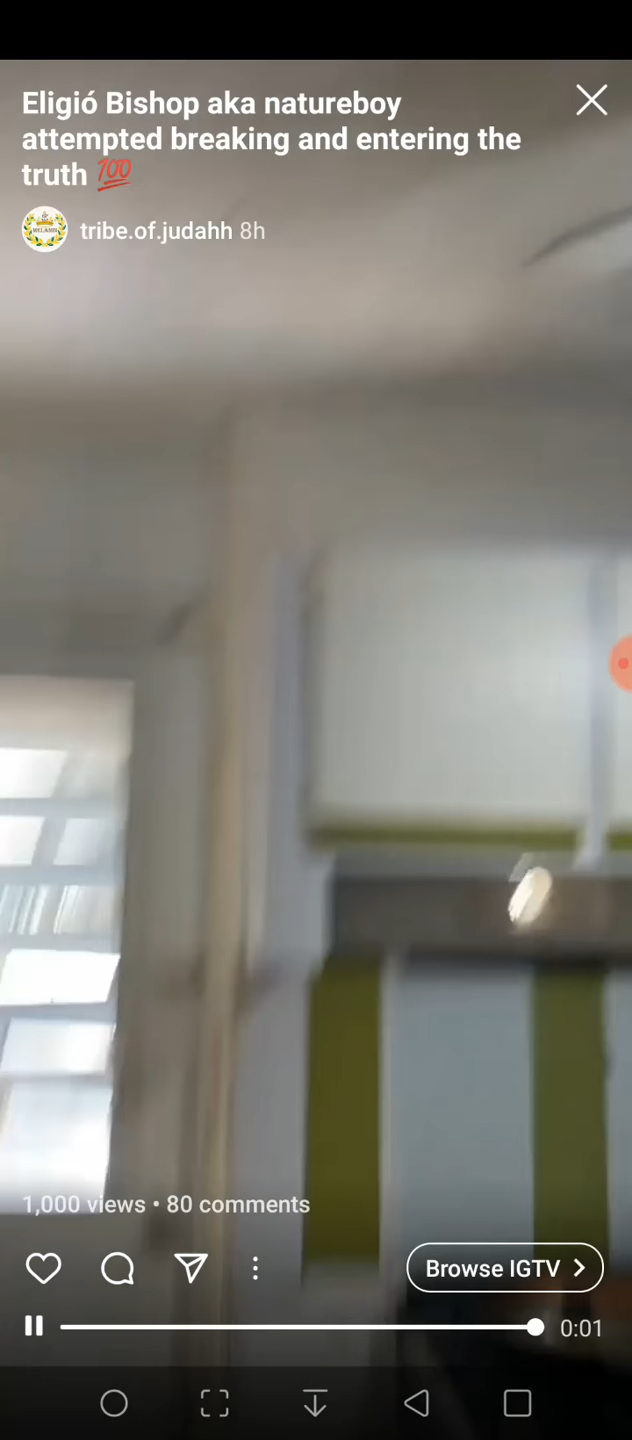 Eligió Bishop aka natureboy
attempted breaking and entering the
truth 💯
tribe.of.judahh 8h
1,000 views • 80 comments
Browse IGTV >
0:01